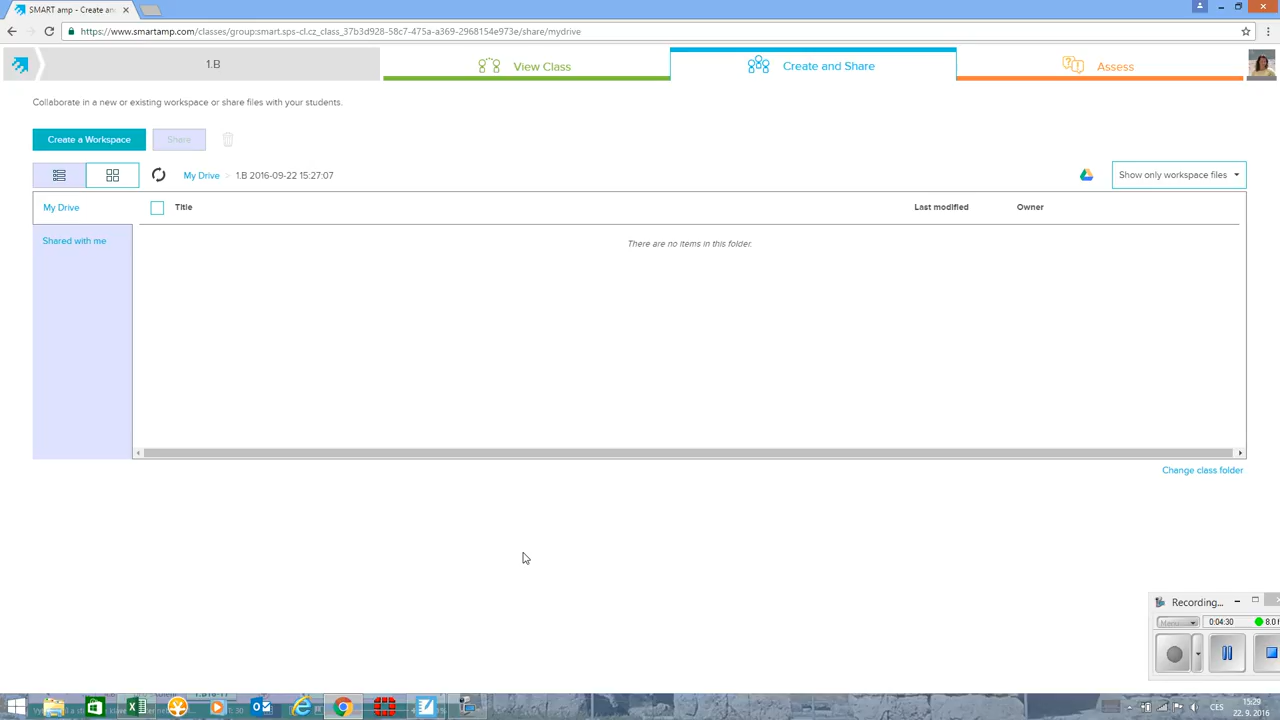 SMART amp - Create and
https://www.smartamp.com/classes/group:smart.sps-cl.cz_class_37b3d928-58c7-475a-a369-2968154e973e/share/mydrive
1.B
View Class
Create and Share
Assess
Collaborate in a new or existing workspace or share files with your students.
Create a Workspace
Share
My Drive > 1.B 2016-09-22 15:27:07
Show only workspace files
My Drive
Title
Last modified
Owner
Shared with me
There are no items in this folder.
Change class folder
Recording...
Menu
0:04:30
8.0
CES
15:29
22. 9. 2016